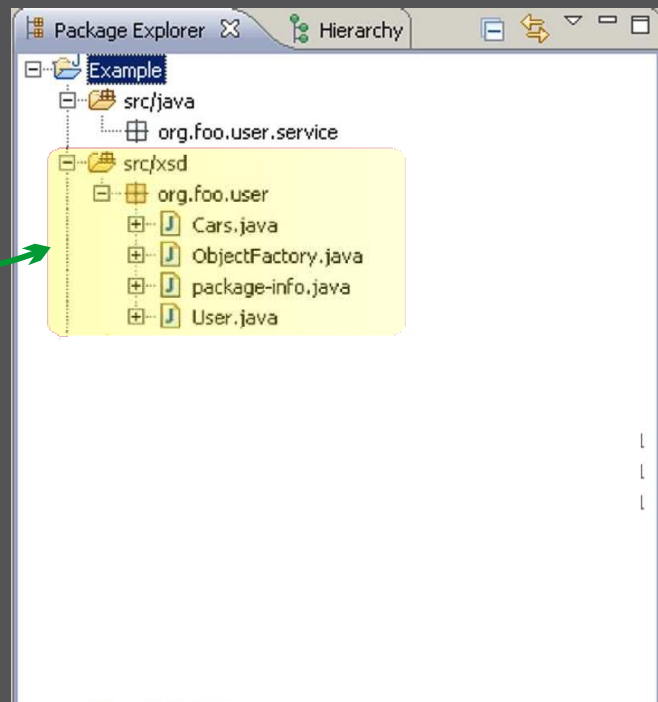 Package Explorer Hierarchy
Example
src/java
org.foo.user.service
src/xsd
org.foo.user
Cars.java
ObjectFactory.java
package-info.java
User.java